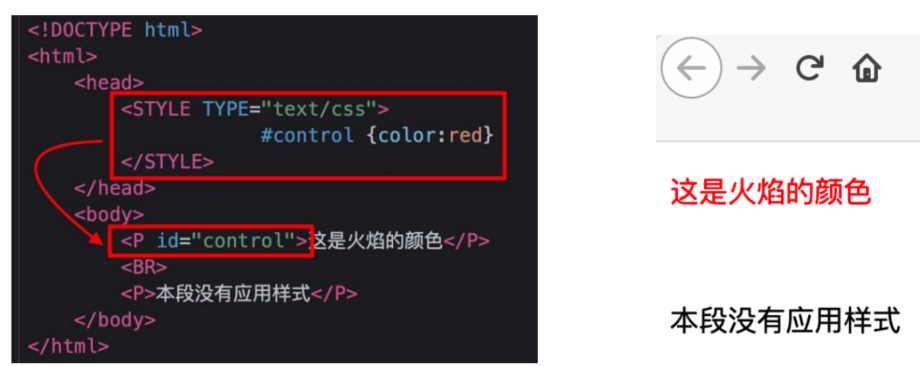 <!DOCTYPE html>
<html>
<head>
<STYLE TYPE="text/css">
#control {color:red}
</STYLE>
</head>
<body>
<P id="control">这是火焰的颜色</P>
<BR>
<P>本段没有应用样式</P>
</body>
</html>
这是火焰的颜色
本段没有应用样式